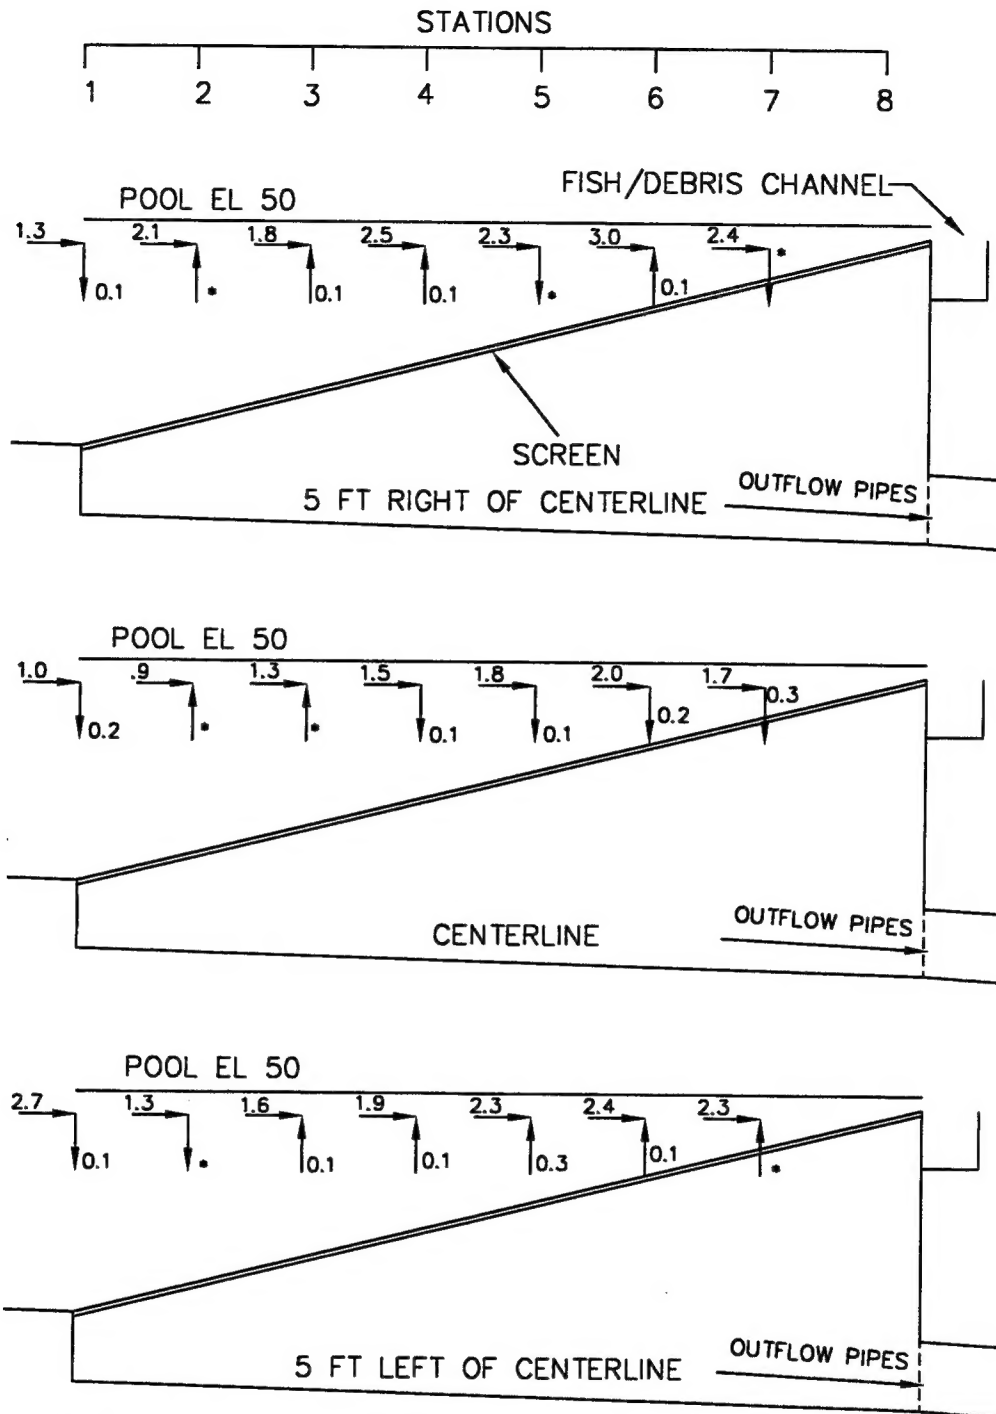 STATIONS
1 2 3 4 5 6 7 8
FISH/DEBRIS CHANNEL
POOL EL 50
1.3 2.1 1.8 2.5 2.3 3.0 2.4 *
0.1 * 0.1 0.1 * 0.1
SCREEN
OUTFLOW PIPES
5 FT RIGHT OF CENTERLINE
POOL EL 50
1.0 .9 1.3 1.5 1.8 2.0 1.7 0.3
0.2 * * 0.1 0.1 0.2
OUTFLOW PIPES
CENTERLINE
POOL EL 50
2.7 1.3 1.6 1.9 2.3 2.4 2.3
0.1 * 0.1 0.1 0.3 0.1 *
OUTFLOW PIPES
5 FT LEFT OF CENTERLINE